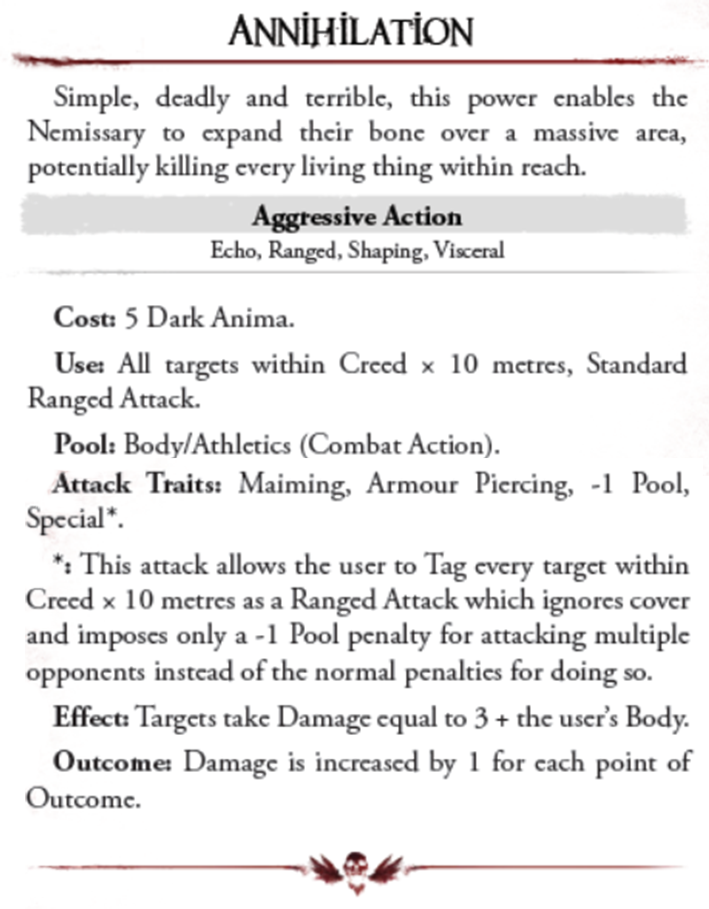 ANNIHILATION
Simple, deadly and terrible, this power enables the
Nemissary to expand their bone over a massive area,
potentially killing every living thing within reach.
Aggressive Action
Echo, Ranged, Shaping, Visceral
Cost: 5 Dark Anima.
Use: All targets within Creed × 10 metres, Standard
Ranged Attack.
Pool: Body/Athletics (Combat Action).
Attack Traits: Maiming, Armour Piercing, -1 Pool,
Special*.
*: This attack allows the user to Tag every target within
Creed × 10 metres as a Ranged Attack which ignores cover
and imposes only a -1 Pool penalty for attacking multiple
opponents instead of the normal penalties for doing so.
Effect: Targets take Damage equal to 3 + the user's Body.
Outcome: Damage is increased by 1 for each point of
Outcome.